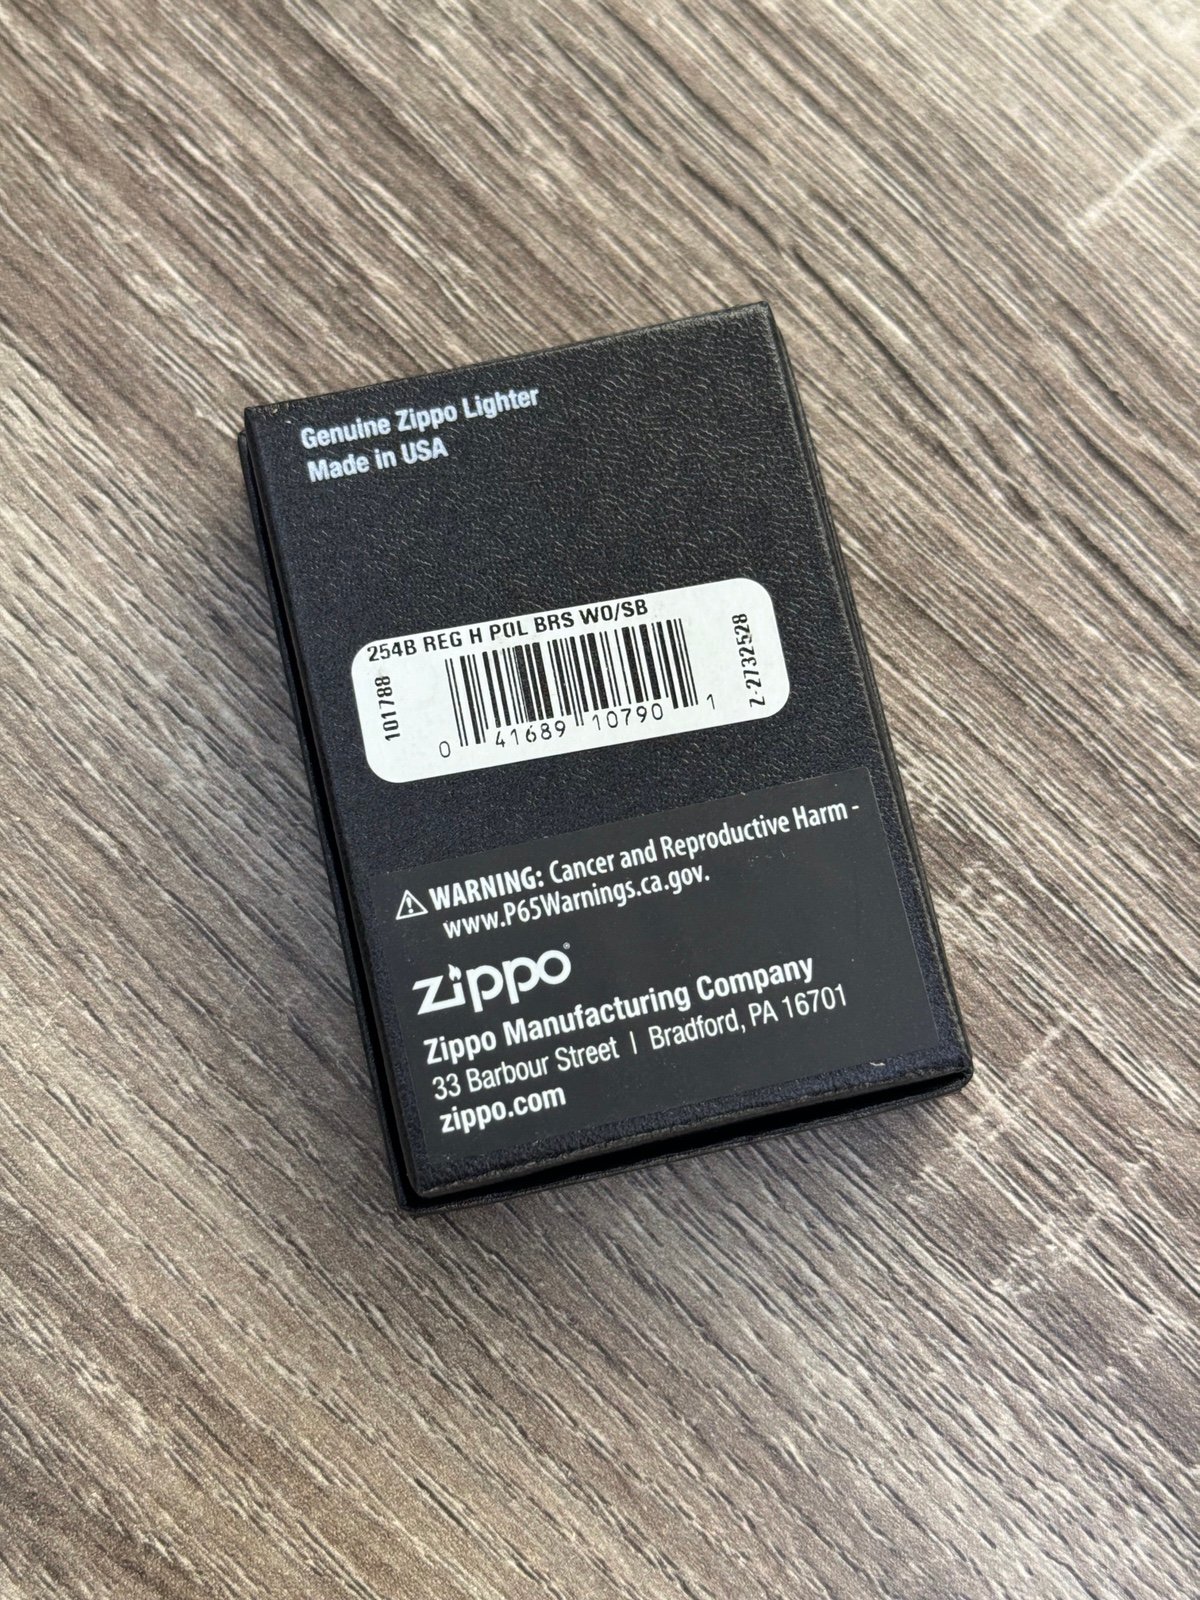 Genuine Zippo Lighter
Made in USA
254B REG H POL BRS WO/SB
101788
0 41689 10790 1
Z-2732528
WARNING: Cancer and Reproductive Harm -
www.P65Warnings.ca.gov.
zippo®
Zippo Manufacturing Company
33 Barbour Street | Bradford, PA 16701
zippo.com